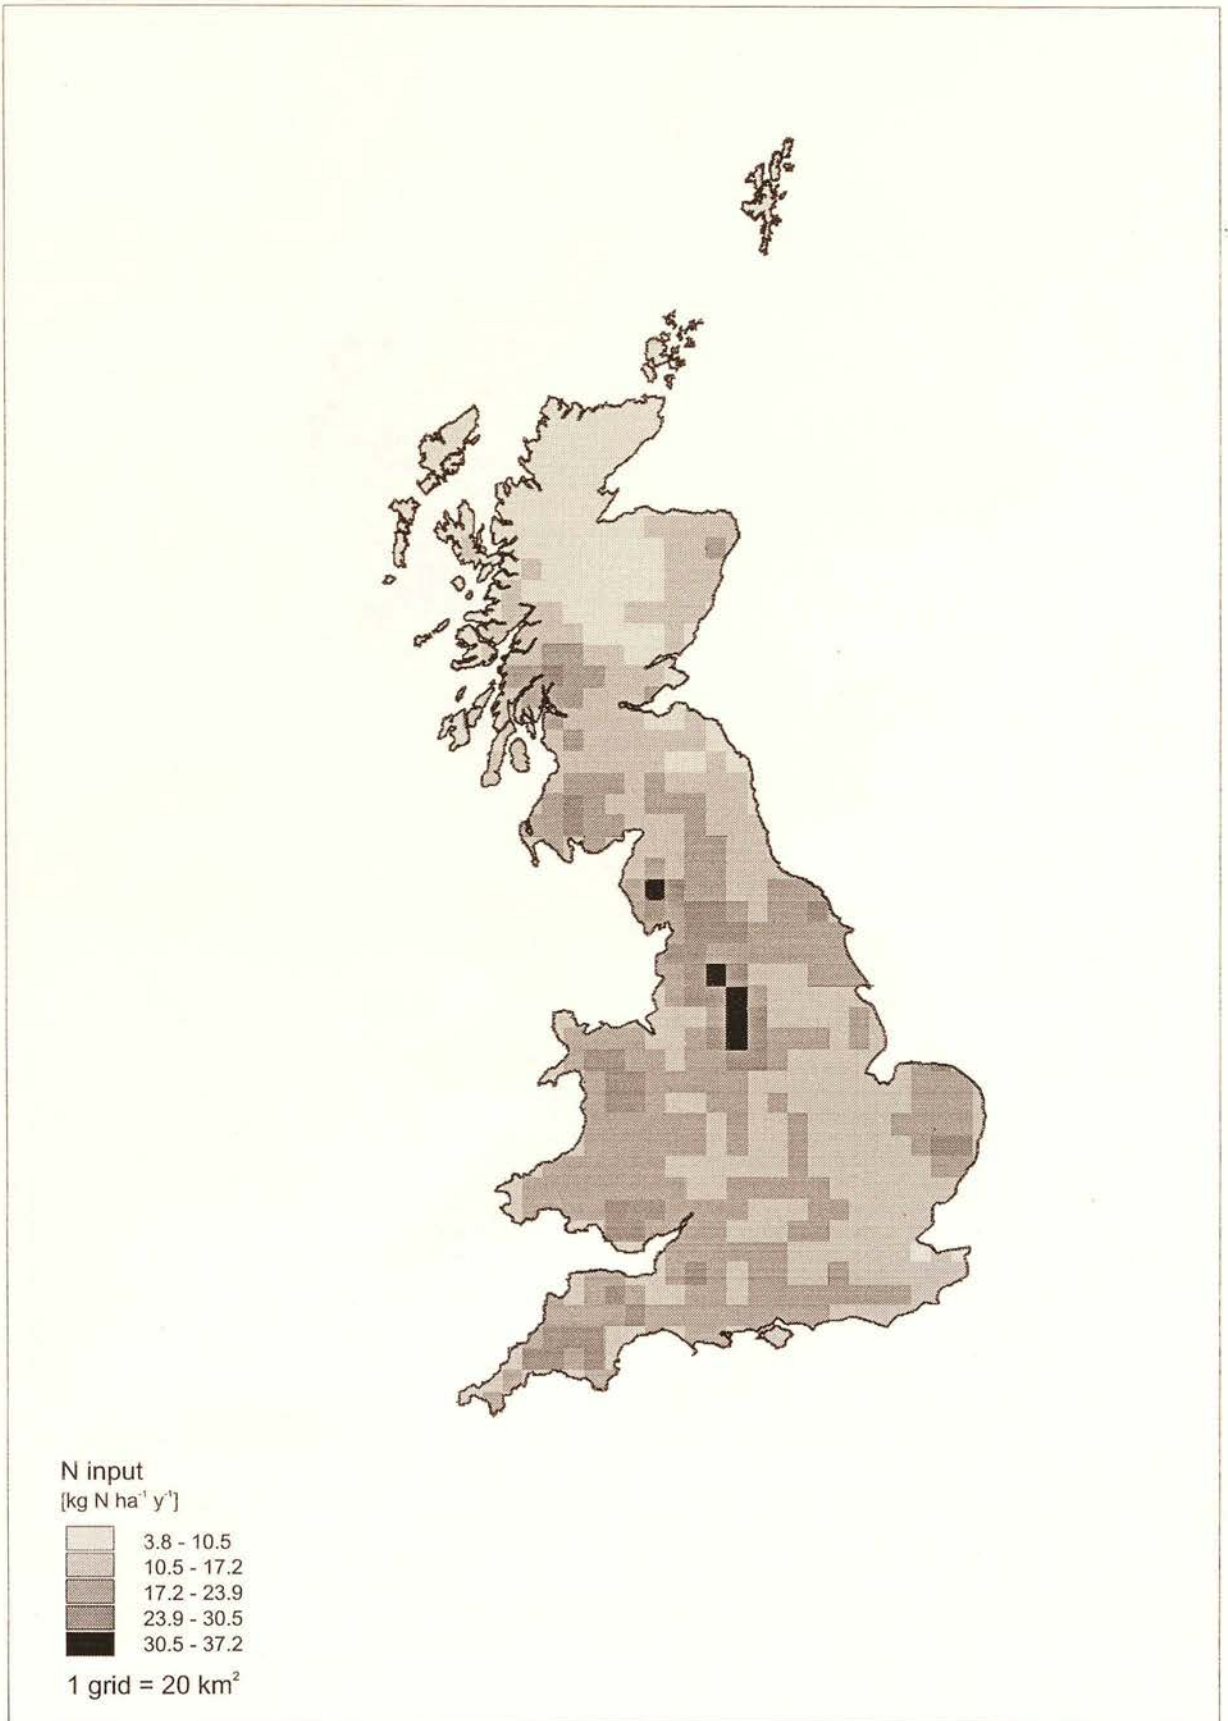 N input
[kg N ha⁻¹ y⁻¹]
3.8 - 10.5
10.5 - 17.2
17.2 - 23.9
23.9 - 30.5
30.5 - 37.2
1 grid = 20 km²